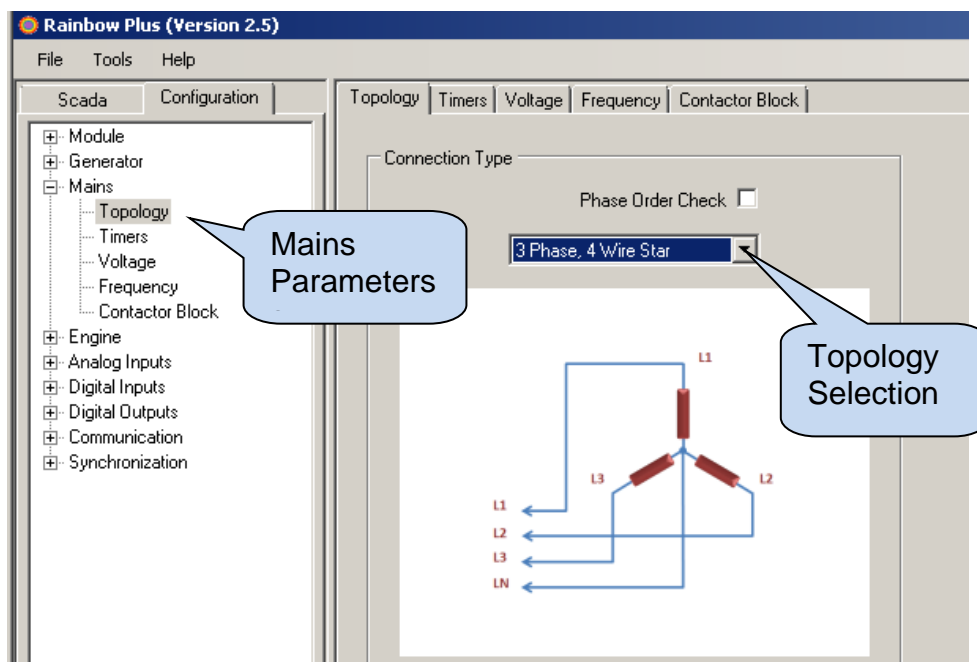 Rainbow Plus (Version 2.5)
File Tools Help
Scada Configuration
Module
Generator
Mains
Topology
Timers
Voltage
Frequency
Contactor Block
Engine
Analog Inputs
Digital Inputs
Digital Outputs
Communication
Synchronization
Mains
Parameters
Topology Timers Voltage Frequency Contactor Block
Connection Type
Phase Order Check
3 Phase, 4 Wire Star
Topology
Selection
L1
L3
L2
L1
L2
L3
LN